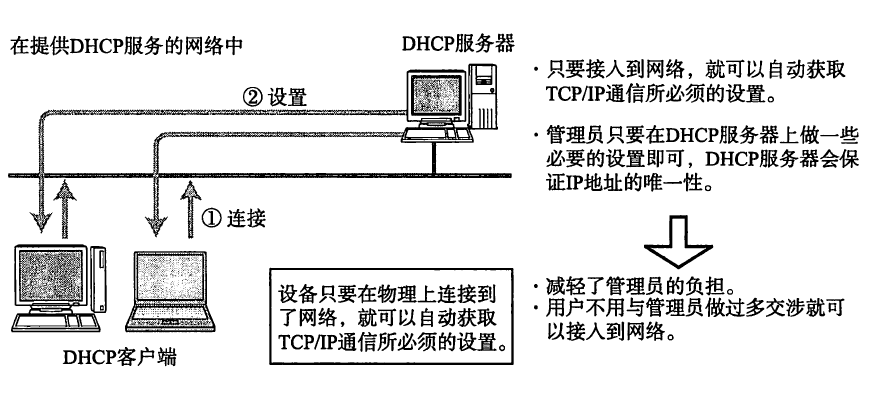 在提供DHCP服务的网络中
DHCP服务器
② 设置
① 连接
DHCP客户端
设备只要在物理上连接到
了网络，就可以自动获取
TCP/IP通信所必须的设置。
· 只要接入到网络，就可以自动获取
TCP/IP通信所必须的设置。
· 管理员只要在DHCP服务器上做一些
必要的设置即可，DHCP服务器会保
证IP地址的唯一性。
· 减轻了管理员的负担。
· 用户不用与管理员做过多交涉就可
以接入到网络。